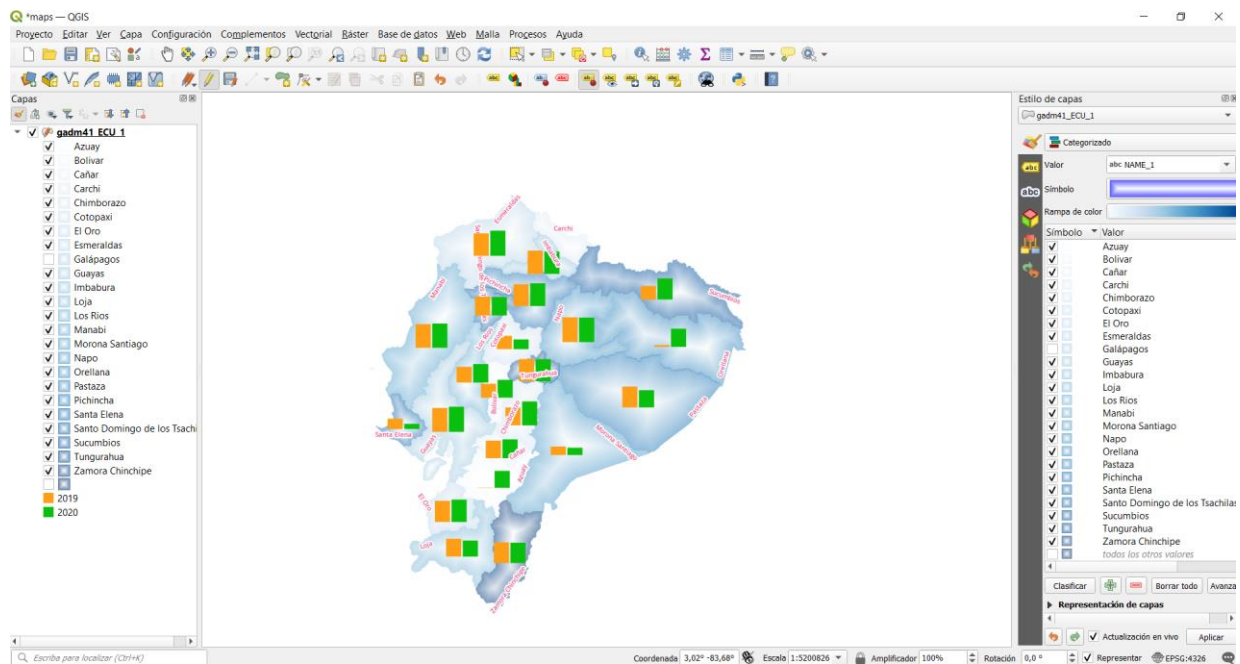 *maps — QGIS
Proyecto Editar Ver Capa Configuración Complementos Vectorial Ráster Base de datos Web Malla Procesos Ayuda
Capas
gadm41_ECU_1
Azuay
Bolivar
Cañar
Carchi
Chimborazo
Cotopaxi
El Oro
Esmeraldas
Galápagos
Guayas
Imbabura
Loja
Los Rios
Manabi
Morona Santiago
Napo
Orellana
Pastaza
Pichincha
Santa Elena
Santo Domingo de los Tsachi
Sucumbios
Tungurahua
Zamora Chinchipe
2019
2020
Esmeraldas
Carchi
Imbabura
Pichincha
Sucumbios
Manabi
Napo
Los Rios
Cotopaxi
Orellana
Tungurahua
Bolivar
Chimborazo
Pastaza
Santa Elena
Guayas
Morona Santiago
Cañar
Azuay
El Oro
Loja
Zamora Chinchipe
Estilo de capas
gadm41_ECU_1
Categorizado
Valor abc NAME_1
Símbolo
Rampa de color
Símbolo Valor
Azuay
Bolivar
Cañar
Carchi
Chimborazo
Cotopaxi
El Oro
Esmeraldas
Galápagos
Guayas
Imbabura
Loja
Los Rios
Manabi
Morona Santiago
Napo
Orellana
Pastaza
Pichincha
Santa Elena
Santo Domingo de los Tsachilas
Sucumbios
Tungurahua
Zamora Chinchipe
todos los otros valores
Clasificar Borrar todo Avanza
Representación de capas
Actualización en vivo Aplicar
Escriba para localizar (Ctrl+K) Coordenada 3,02° -83,68° Escala 1:5200826 Amplificador 100% Rotación 0,0 ° Representar EPSG:4326